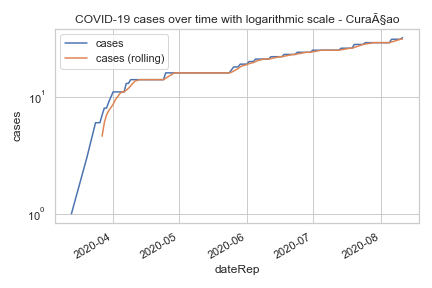 COVID-19 cases over time with logarithmic scale - CuraÃ§ao
cases
cases (rolling)
10¹
10⁰
cases
2020-04
2020-05
2020-06
2020-07
2020-08
dateRep